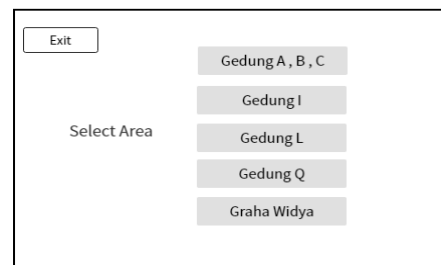 Exit
Gedung A , B , C
Gedung I
Select Area
Gedung L
Gedung Q
Graha Widya